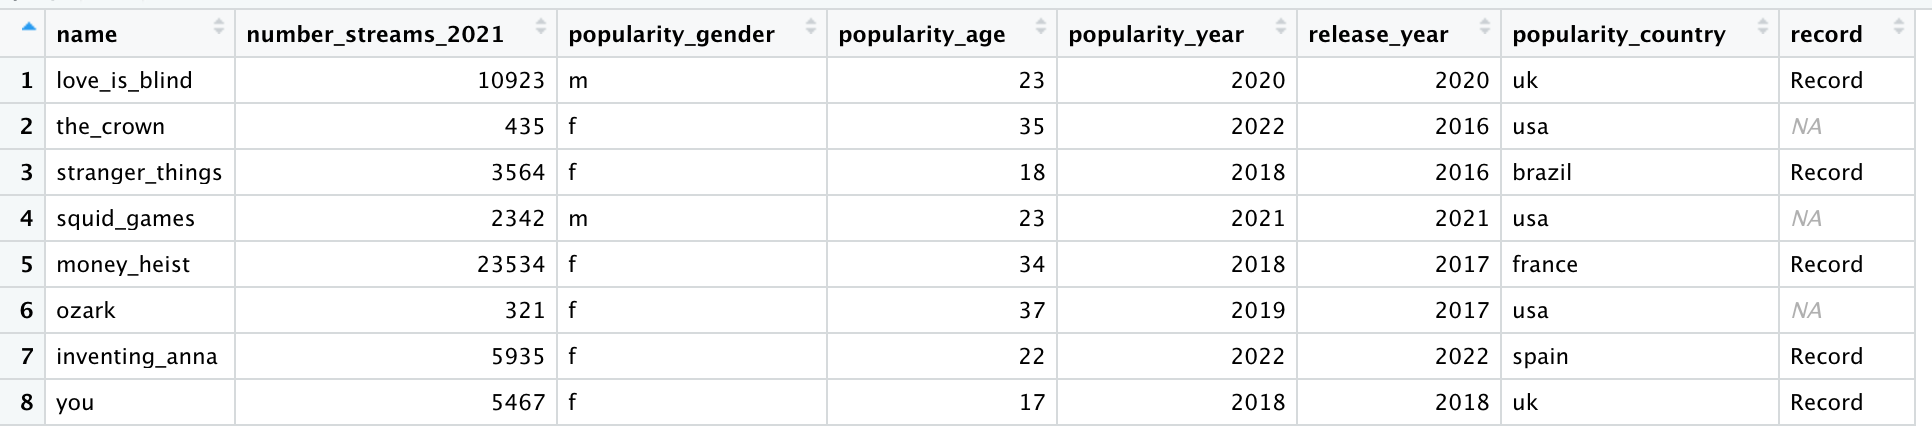 name number_streams_2021 popularity_gender popularity_age popularity_year release_year popularity_country record
1 love_is_blind 10923 m 23 2020 2020 uk Record
2 the_crown 435 f 35 2022 2016 usa NA
3 stranger_things 3564 f 18 2018 2016 brazil Record
4 squid_games 2342 m 23 2021 2021 usa NA
5 money_heist 23534 f 34 2018 2017 france Record
6 ozark 321 f 37 2019 2017 usa NA
7 inventing_anna 5935 f 22 2022 2022 spain Record
8 you 5467 f 17 2018 2018 uk Record